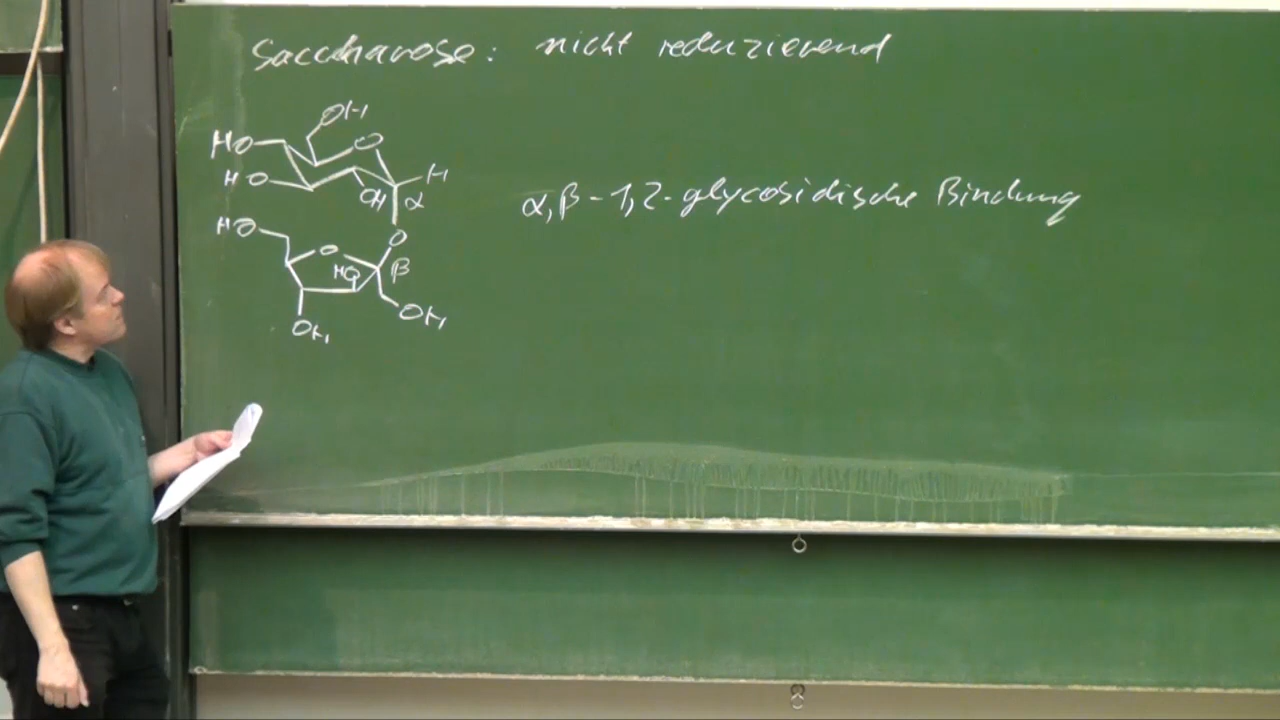 Saccharose: nicht reduzierend
OH
HO O
HO OH H
α
α,β-1,2-glycosidische Bindung
HO O
O HO β
OH
OH